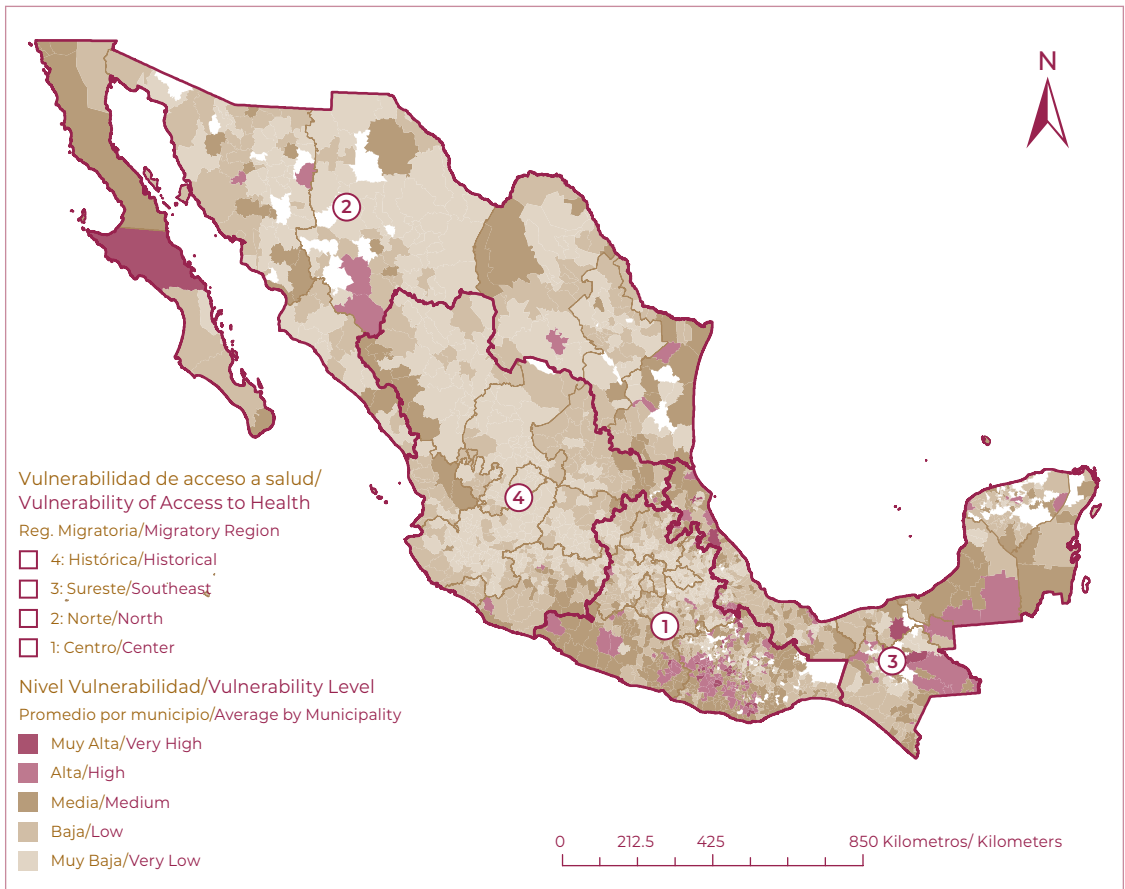 N
2
4
1
3
Vulnerabilidad de acceso a salud/
Vulnerability of Access to Health
Reg. Migratoria/Migratory Region
4: Histórica/Historical
3: Sureste/Southeast
2: Norte/North
1: Centro/Center
Nivel Vulnerabilidad/Vulnerability Level
Promedio por municipio/Average by Municipality
Muy Alta/Very High
Alta/High
Media/Medium
Baja/Low
Muy Baja/Very Low
0 212.5 425 850 Kilometros/ Kilometers